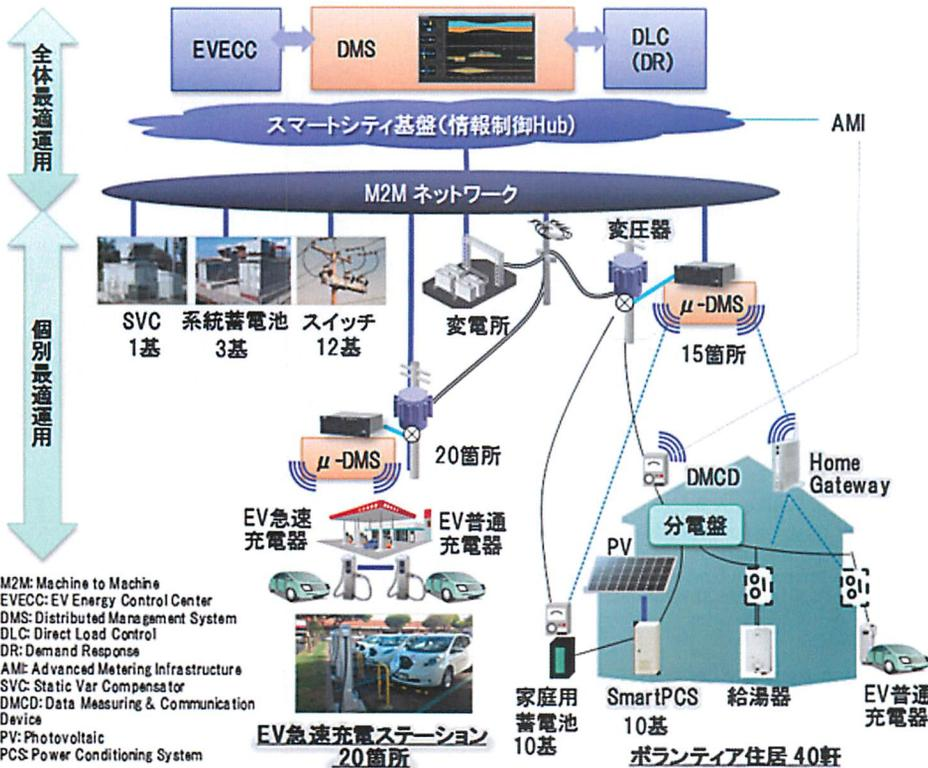 全体最適運用
EVECC
DMS
DLC
(DR)
スマートシティ基盤(情報制御Hub)
AMI
M2M ネットワーク
個別最適運用
SVC
1基
系統蓄電池
3基
スイッチ
12基
変電所
変圧器
μ-DMS
15箇所
μ-DMS
20箇所
EV急速
充電器
EV普通
充電器
DMCD
Home
Gateway
分電盤
PV
家庭用
蓄電池
10基
SmartPCS
10基
給湯器
EV普通
充電器
EV急速充電ステーション
20箇所
ボランティア住居 40軒
M2M: Machine to Machine
EVECC: EV Energy Control Center
DMS: Distributed Management System
DLC: Direct Load Control
DR: Demand Response
AMI: Advanced Metering Infrastructure
SVC: Static Var Compensator
DMCD: Data Measuring & Communication
Device
PV: Photovoltaic
PCS: Power Conditioning System